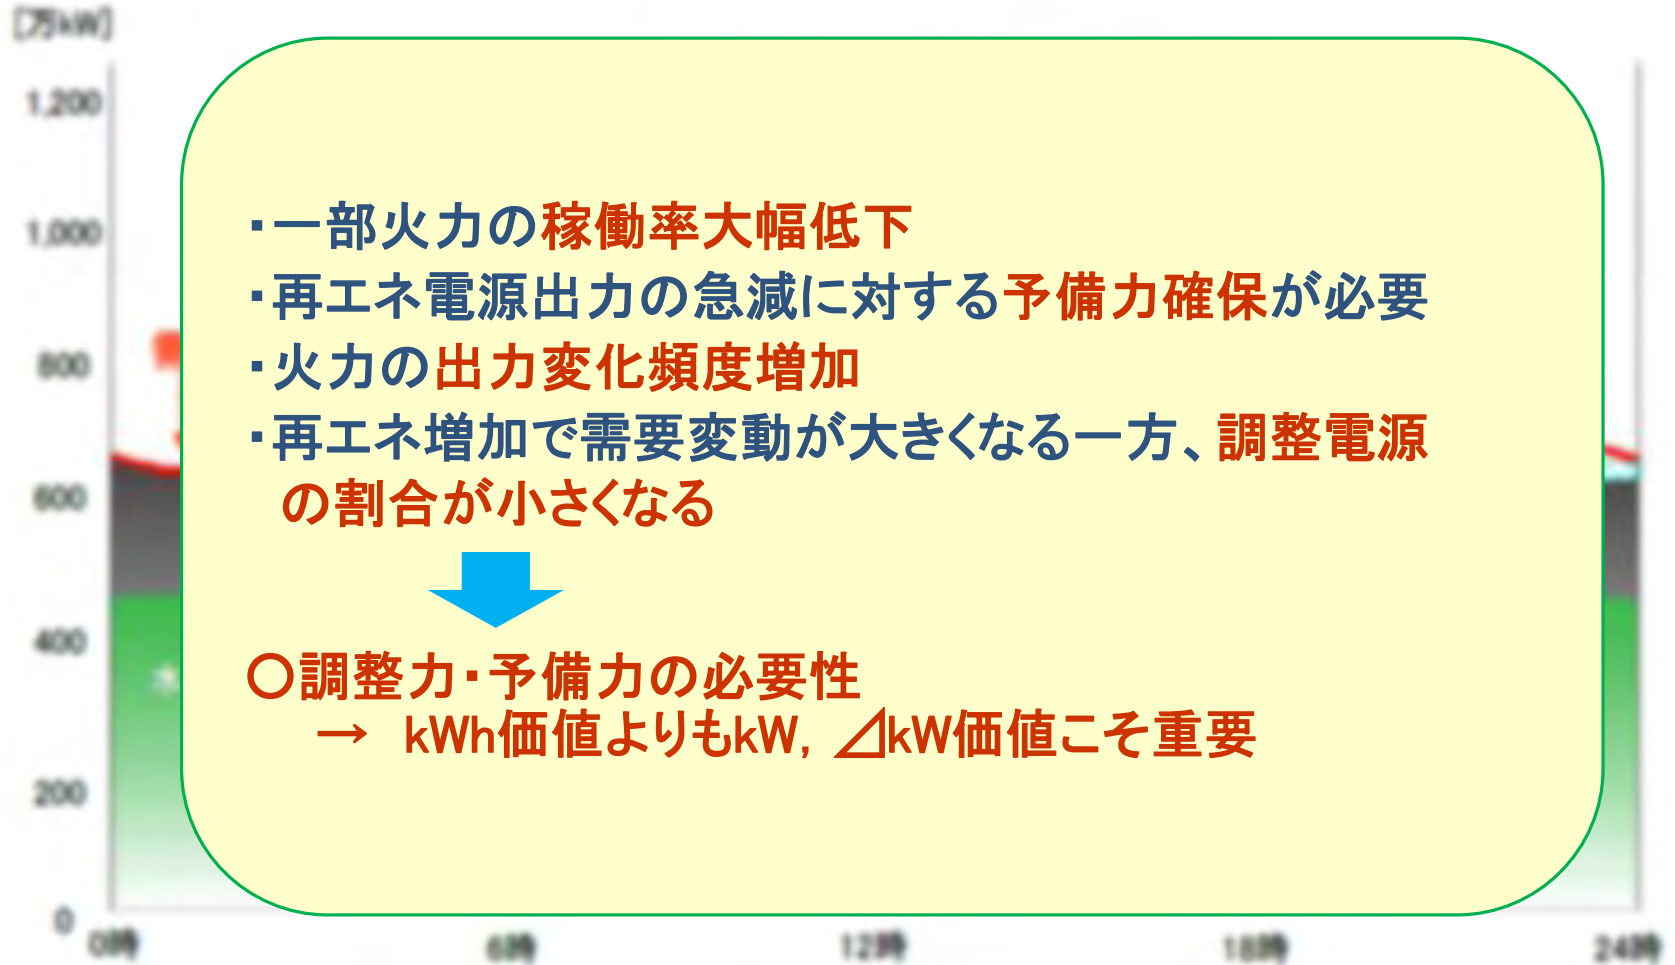 [万kW]
1,200
1,000
800
600
400
200
0
・一部火力の稼働率大幅低下
・再エネ電源出力の急減に対する予備力確保が必要
・火力の出力変化頻度増加
・再エネ増加で需要変動が大きくなる一方、調整電源
の割合が小さくなる
〇調整力・予備力の必要性
→ kWh価値よりもkW, ⊿kW価値こそ重要
0時
6時
12時
18時
24時